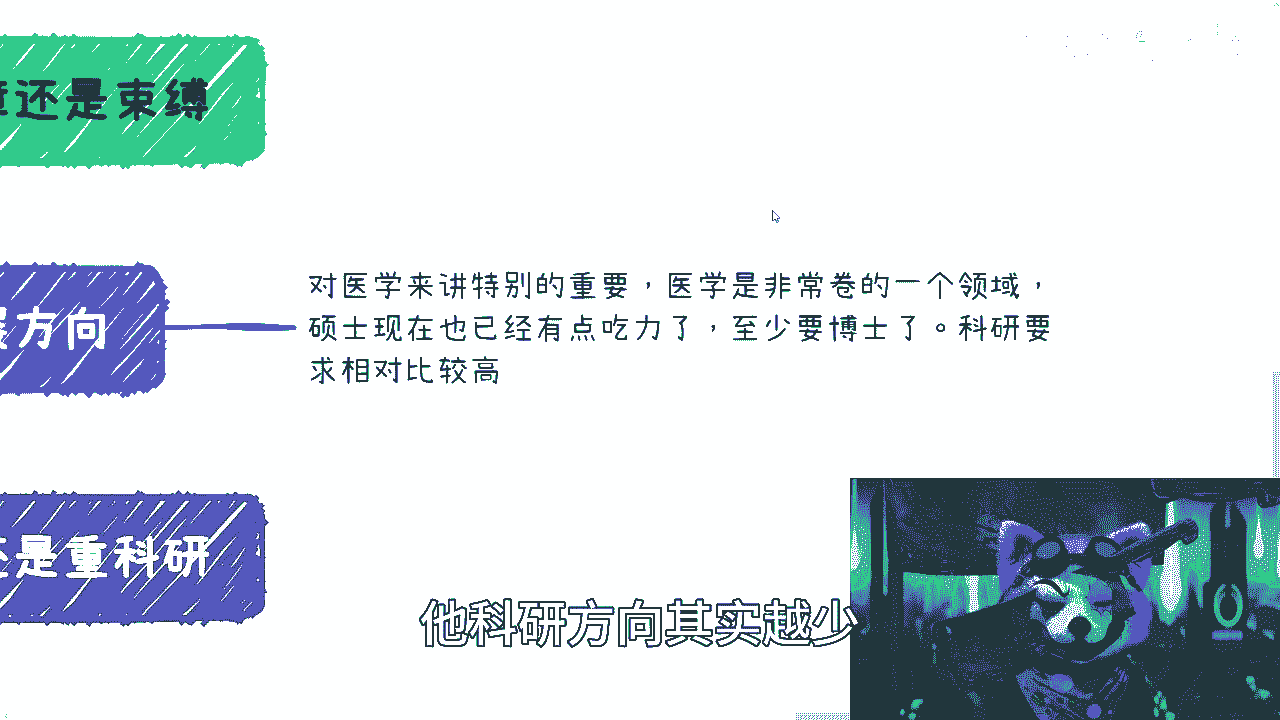 还是束缚
对医学来讲特别的重要，医学是非常卷的一个领域，
硕士现在也已经有点吃力了，至少要博士了。科研要
求相对比较高
方向
还是重科研
他科研方向其实越少